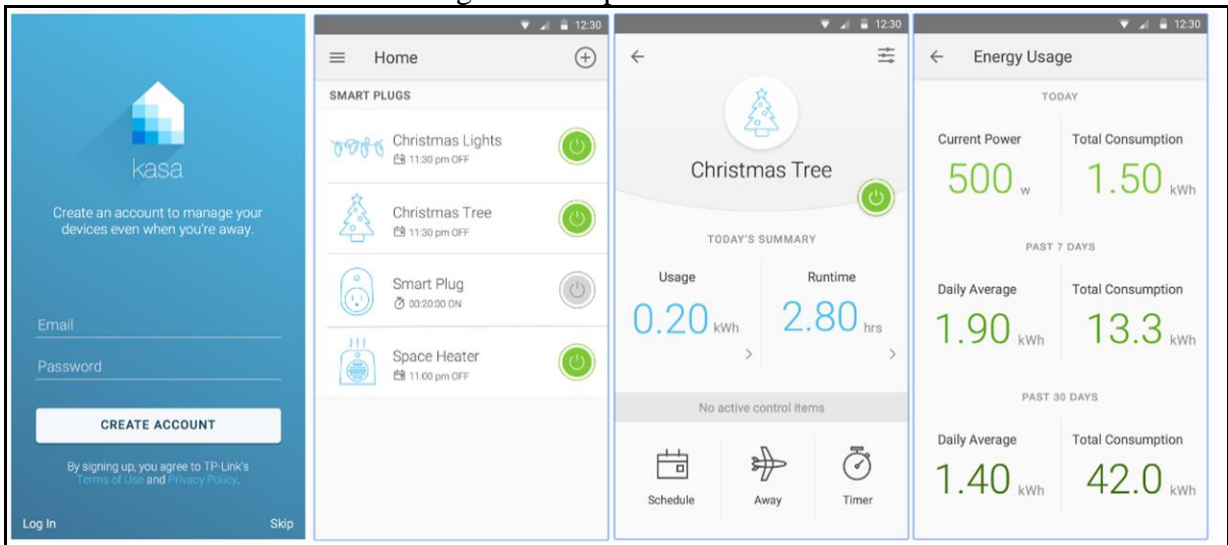 kasa
Create an account to manage your
devices even when you're away.
Email
Password
CREATE ACCOUNT
By signing up, you agree to TP-Link's
Terms of Use and Privacy Policy.
Log In Skip
12:30
Home
SMART PLUGS
Christmas Lights
11:30 pm OFF
Christmas Tree
11:30 pm OFF
Smart Plug
00:20:00 ON
Space Heater
11:00 pm OFF
12:30
Christmas Tree
TODAY'S SUMMARY
Usage Runtime
0.20 kWh 2.80 hrs
No active control items
Schedule Away Timer
12:30
Energy Usage
TODAY
Current Power Total Consumption
500 w 1.50 kWh
PAST 7 DAYS
Daily Average Total Consumption
1.90 kWh 13.3 kWh
PAST 30 DAYS
Daily Average Total Consumption
1.40 kWh 42.0 kWh